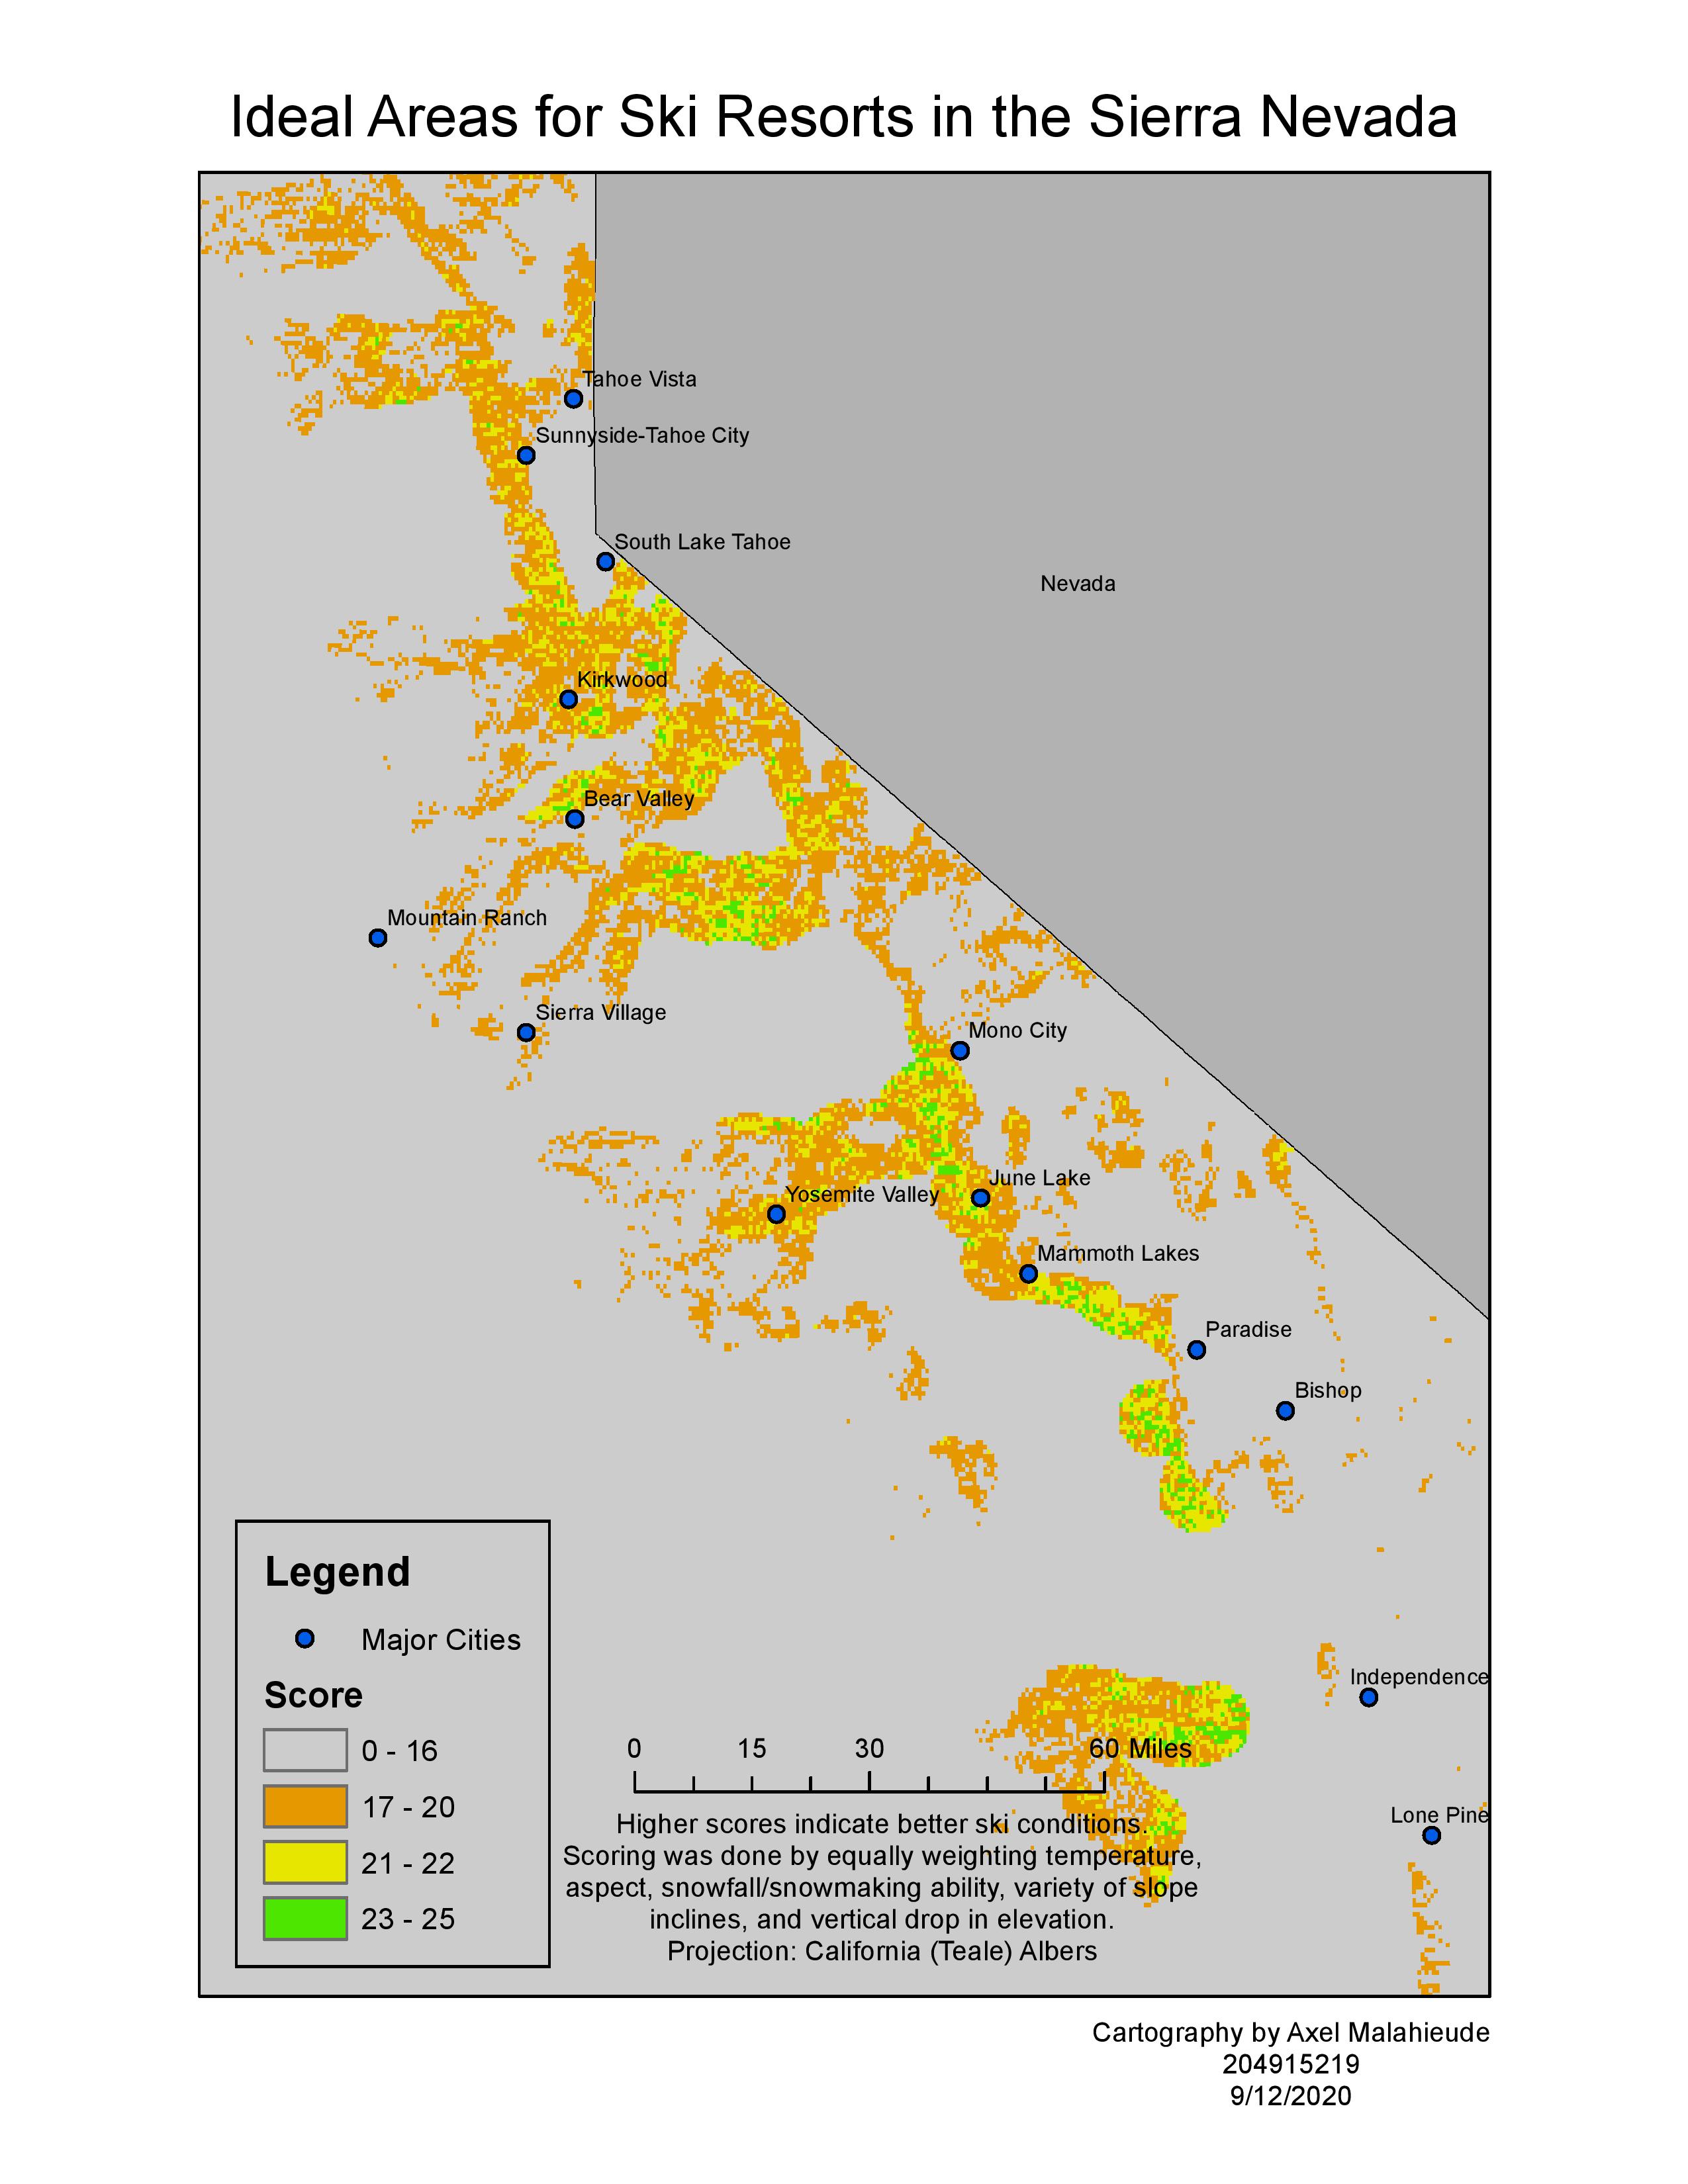 Ideal Areas for Ski Resorts in the Sierra Nevada
Tahoe Vista
Sunnyside-Tahoe City
South Lake Tahoe
Nevada
Kirkwood
Bear Valley
Mountain Ranch
Sierra Village
Mono City
June Lake
Yosemite Valley
Mammoth Lakes
Paradise
Bishop
Independence
Lone Pine
Legend
Major Cities
Score
0 - 16
17 - 20
21 - 22
23 - 25
0 15 30 60 Miles
Higher scores indicate better ski conditions.
Scoring was done by equally weighting temperature,
aspect, snowfall/snowmaking ability, variety of slope
inclines, and vertical drop in elevation.
Projection: California (Teale) Albers
Cartography by Axel Malahieude
204915219
9/12/2020